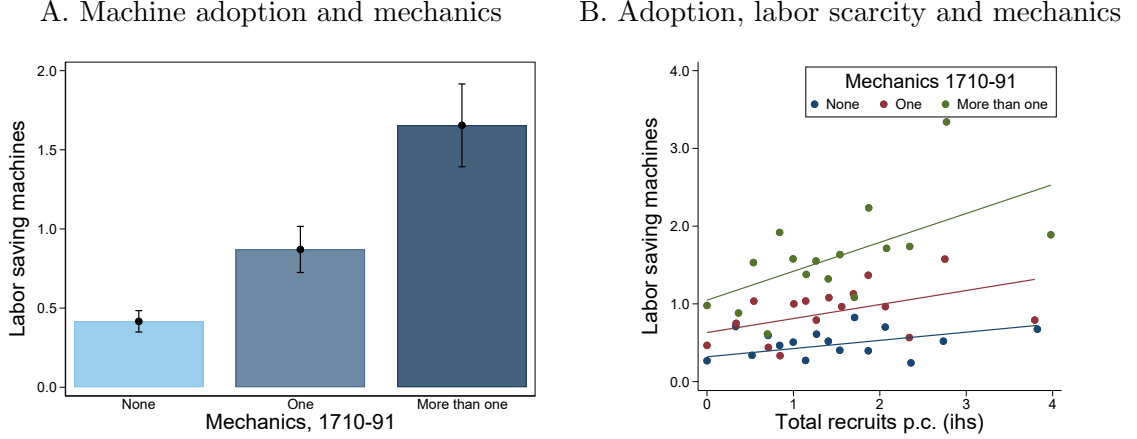 A. Machine adoption and mechanics
Labor saving machines
2.0
1.5
1.0
0.5
0.0
None
One
More than one
Mechanics, 1710-91
B. Adoption, labor scarcity and mechanics
Labor saving machines
4.0
3.0
2.0
1.0
0.0
Mechanics 1710-91
None One More than one
0 1 2 3 4
Total recruits p.c. (ihs)